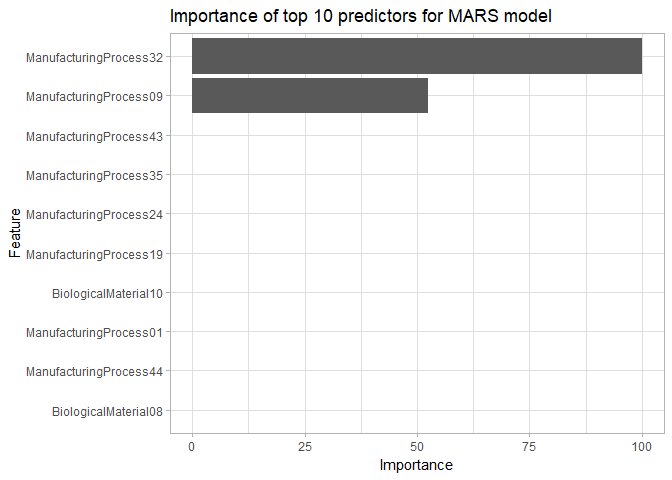 Importance of top 10 predictors for MARS model
ManufacturingProcess32
ManufacturingProcess09
ManufacturingProcess43
ManufacturingProcess35
ManufacturingProcess24
Feature
ManufacturingProcess19
BiologicalMaterial10
ManufacturingProcess01
ManufacturingProcess44
BiologicalMaterial08
0 25 50 75 100
Importance